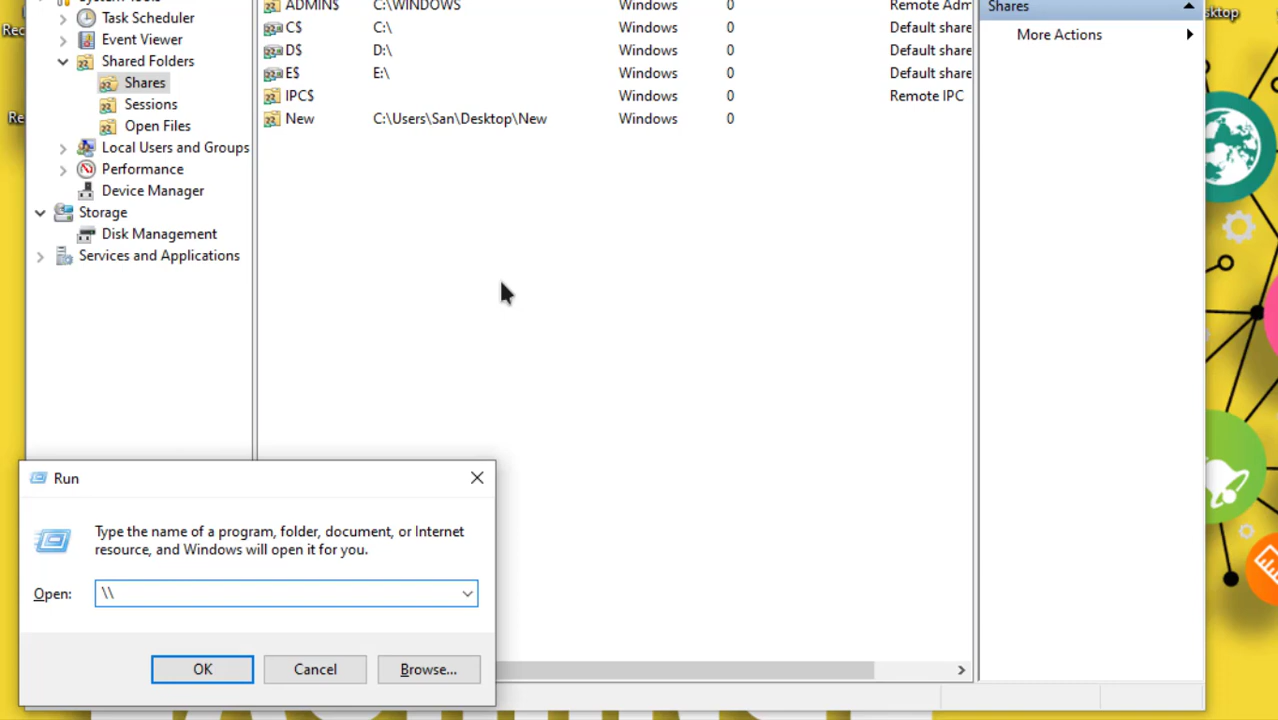 System Tools
Task Scheduler
Event Viewer
Shared Folders
Shares
Sessions
Open Files
Local Users and Groups
Performance
Device Manager
Storage
Disk Management
Services and Applications
ADMIN$ C:\WINDOWS Windows 0 Remote Adm
C$ C:\ Windows 0 Default share
D$ D:\ Windows 0 Default share
E$ E:\ Windows 0 Default share
IPC$ Windows 0 Remote IPC
New C:\Users\San\Desktop\New Windows 0
Shares
More Actions
Run
Type the name of a program, folder, document, or Internet
resource, and Windows will open it for you.
Open: \\
OK Cancel Browse...